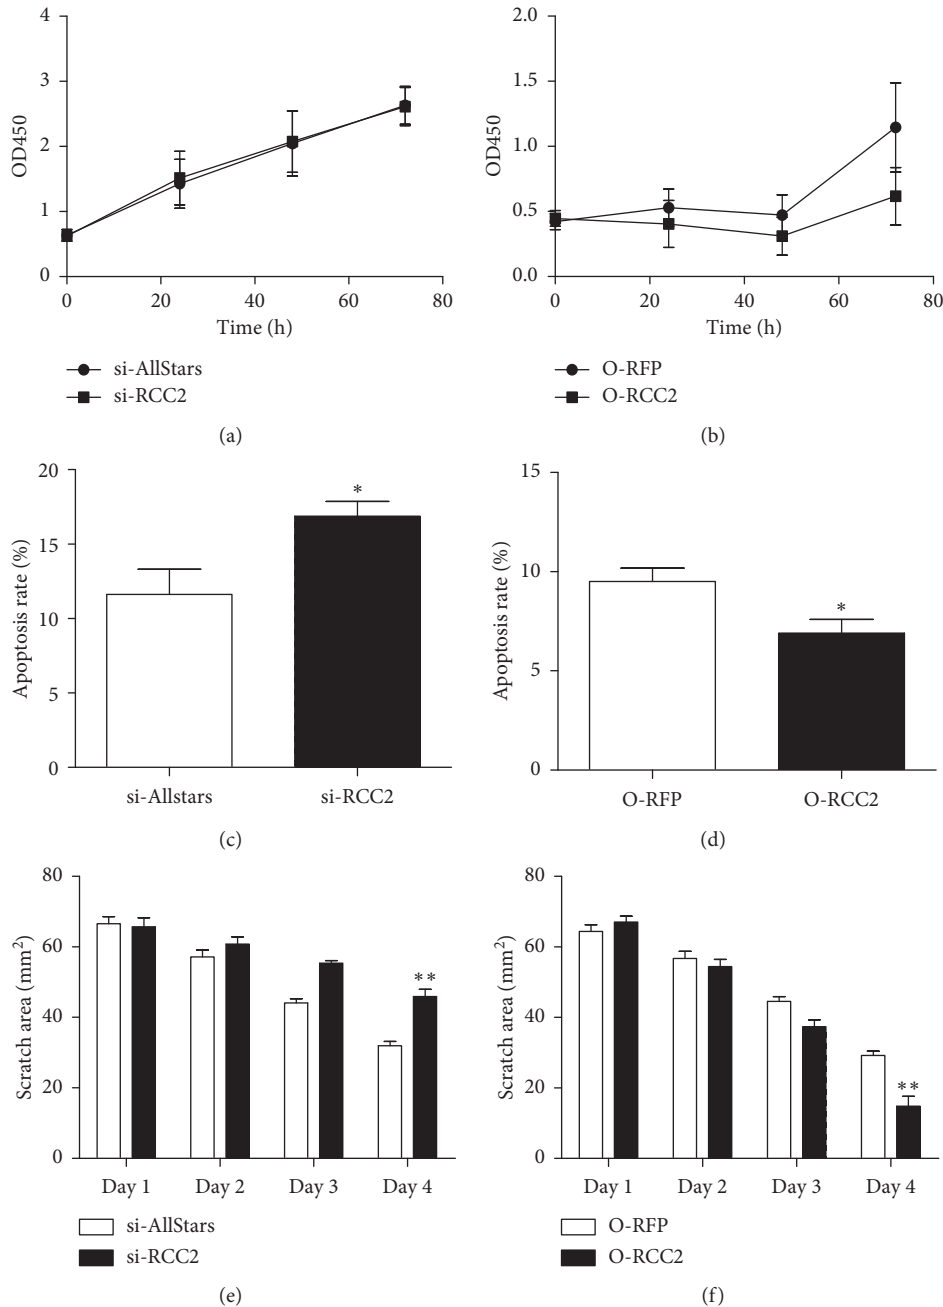 4
3
2
1
0
OD450
0 20 40 60 80
Time (h)
si-AllStars
si-RCC2
(a)
2.0
1.5
1.0
0.5
0.0
OD450
0 20 40 60 80
Time (h)
O-RFP
O-RCC2
(b)
20
15
10
5
0
Apoptosis rate (%)
*
si-Allstars si-RCC2
(c)
15
10
5
0
Apoptosis rate (%)
*
O-RFP O-RCC2
(d)
80
60
40
20
0
Scratch area (mm²)
**
Day 1 Day 2 Day 3 Day 4
si-AllStars
si-RCC2
(e)
80
60
40
20
0
Scratch area (mm²)
**
Day 1 Day 2 Day 3 Day 4
O-RFP
O-RCC2
(f)